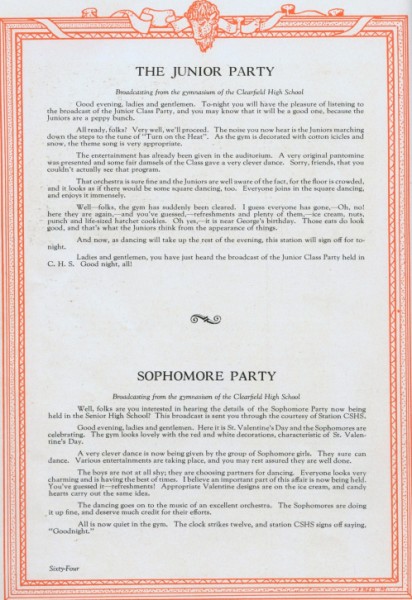 THE JUNIOR PARTY
Broadcasting from the gymnasium of the Clearfield High School
Good evening, ladies and gentlemen. To-night you will have the pleasure of listening to
the broadcast of the Junior Class Party, and you may know that it will be a good one, because the
Juniors are a peppy bunch.
All ready, folks? Very well, we'll proceed. The noise you now hear is the Juniors marching
down the steps to the tune of "Turn on the Heat". As the gym is decorated with cotton icicles and
snow, the theme song is very appropriate.
The entertainment has already been given in the auditorium. A very original pantomine
was presented and some fair damsels of the Class gave a very clever dance. Sorry, friends, that you
couldn't actually see that program.
That orchestra is sure fine and the Juniors are well aware of the fact, for the floor is crowded,
and it looks as if there would be some square dancing, too. Everyone joins in the square dancing,
and enjoys it immensely.
Well—folks, the gym has suddenly been cleared. I guess everyone has gone,—Oh, no!
here they are again,—and you've guessed,—refreshments and plenty of them,—ice cream, nuts,
punch and life-sized hatchet cookies. Oh yes,—it is near George's birthday. Those eats do look
good, and that's what the Juniors think from the appearance of things.
And now, as dancing will take up the rest of the evening, this station will sign off for to-
night.
Ladies and gentlemen, you have just heard the broadcast of the Junior Class Party held in
C. H. S. Good night, all!
SOPHOMORE PARTY
Broadcasting from the gymnasium of the Clearfield High School
Well, folks are you interested in hearing the details of the Sophomore Party now being
held in the Senior High School? This broadcast is sent you through the courtesy of Station CSHS.
Good evening, ladies and gentlemen. Here it is St. Valentine's Day and the Sophomores are
celebrating. The gym looks lovely with the red and white decorations, characteristic of St. Valen-
tine's Day.
A very clever dance is now being given by the group of Sophomore girls. They sure can
dance. Various entertainments are taking place, and you may rest assured they are well done.
The boys are not at all shy; they are choosing partners for dancing. Everyone looks very
charming and is having the best of times. I believe an important part of this affair is now being held.
You've guessed it—refreshments! Appropriate Valentine designs are on the ice cream, and candy
hearts carry out the same idea.
The dancing goes on to the music of an excellent orchestra. The Sophomores are doing
it up fine, and deserve much credit for their efforts.
All is now quiet in the gym. The clock strikes twelve, and station CSHS signs off saying,
"Goodnight."
Sixty-Four